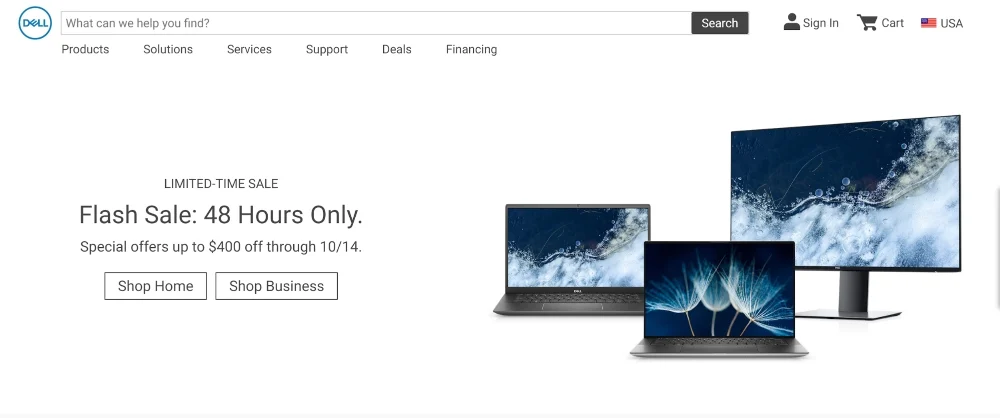 DELL
What can we help you find?
Search
Sign In
Cart
USA
Products
Solutions
Services
Support
Deals
Financing
LIMITED-TIME SALE
Flash Sale: 48 Hours Only.
Special offers up to $400 off through 10/14.
Shop Home
Shop Business
DELL